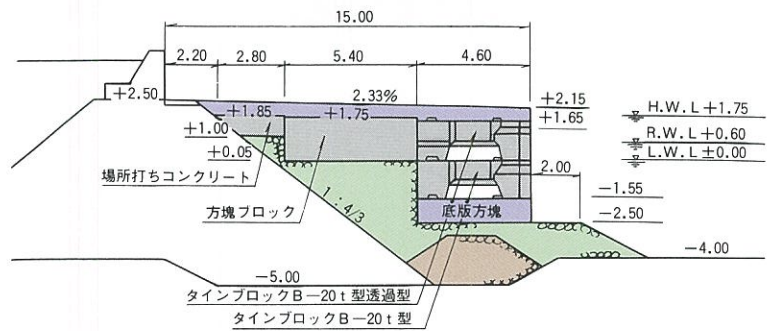 15.00
2.20
2.80
5.40
4.60
2.33%
+2.50
+1.85
+1.75
+2.15
+1.65
H.W.L+1.75
R.W.L+0.60
L.W.L±0.00
+1.00
+0.05
2.00
場所打ちコンクリート
方塊ブロック
1:4/3
底版方塊
-1.55
-2.50
-4.00
-5.00
タインブロックB-20t型透過型
タインブロックB-20t型